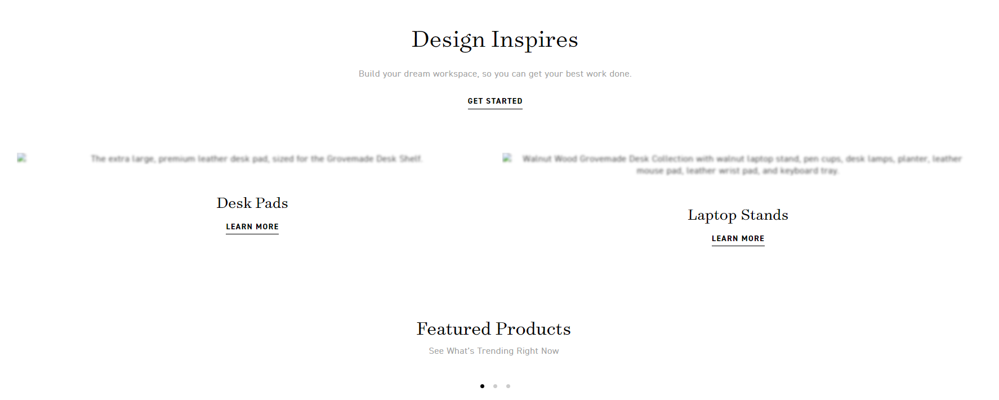 Design Inspires
Build your dream workspace, so you can get your best work done.
GET STARTED
The extra large, premium leather desk pad, sized for the Grovemade Desk Shelf.
Walnut Wood Grovemade Desk Collection with walnut laptop stand, pen cups, desk lamps, planter, leather
mouse pad, leather wrist pad, and keyboard tray.
Desk Pads
LEARN MORE
Laptop Stands
LEARN MORE
Featured Products
See What's Trending Right Now